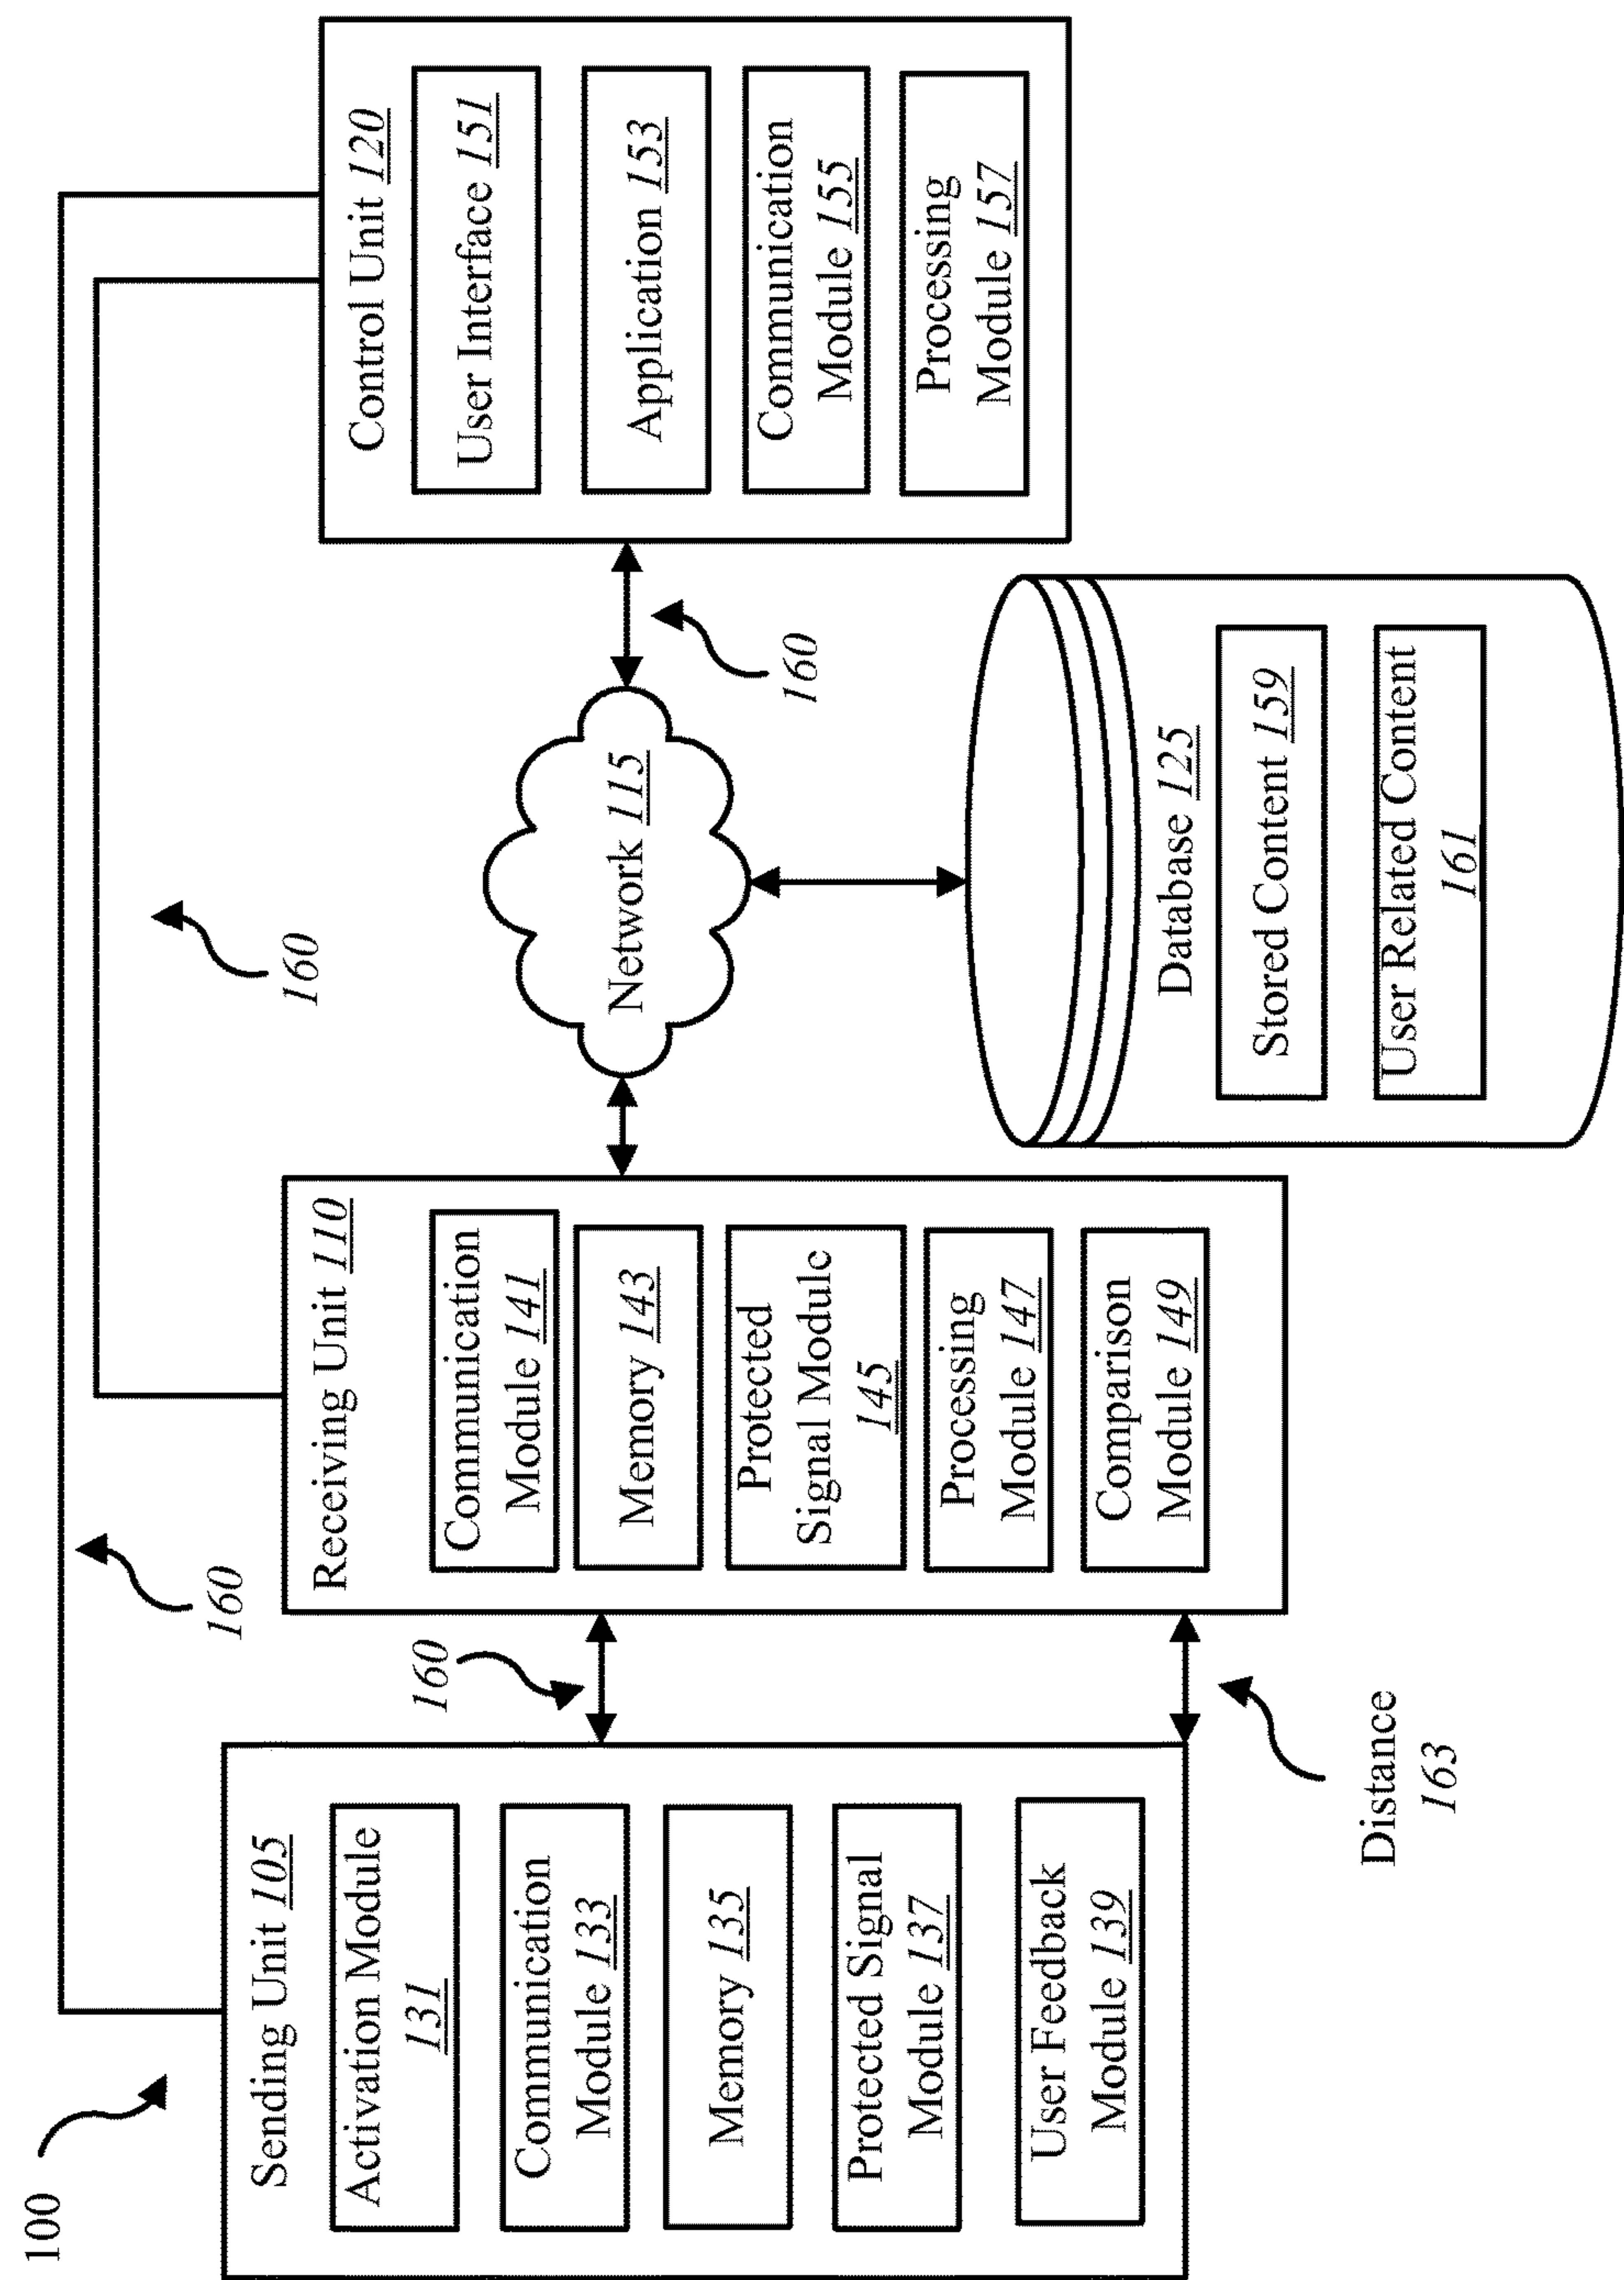 100
Sending Unit 105
Activation Module
131
Communication
Module 133
Memory 135
Protected Signal
Module 137
User Feedback
Module 139
160
160
Distance
163
Receiving Unit 110
Communication
Module 141
Memory 143
Protected
Signal Module
145
Processing
Module 147
Comparison
Module 149
160
Network 115
160
Database 125
Stored Content 159
User Related Content
161
Control Unit 120
User Interface 151
Application 153
Communication
Module 155
Processing
Module 157